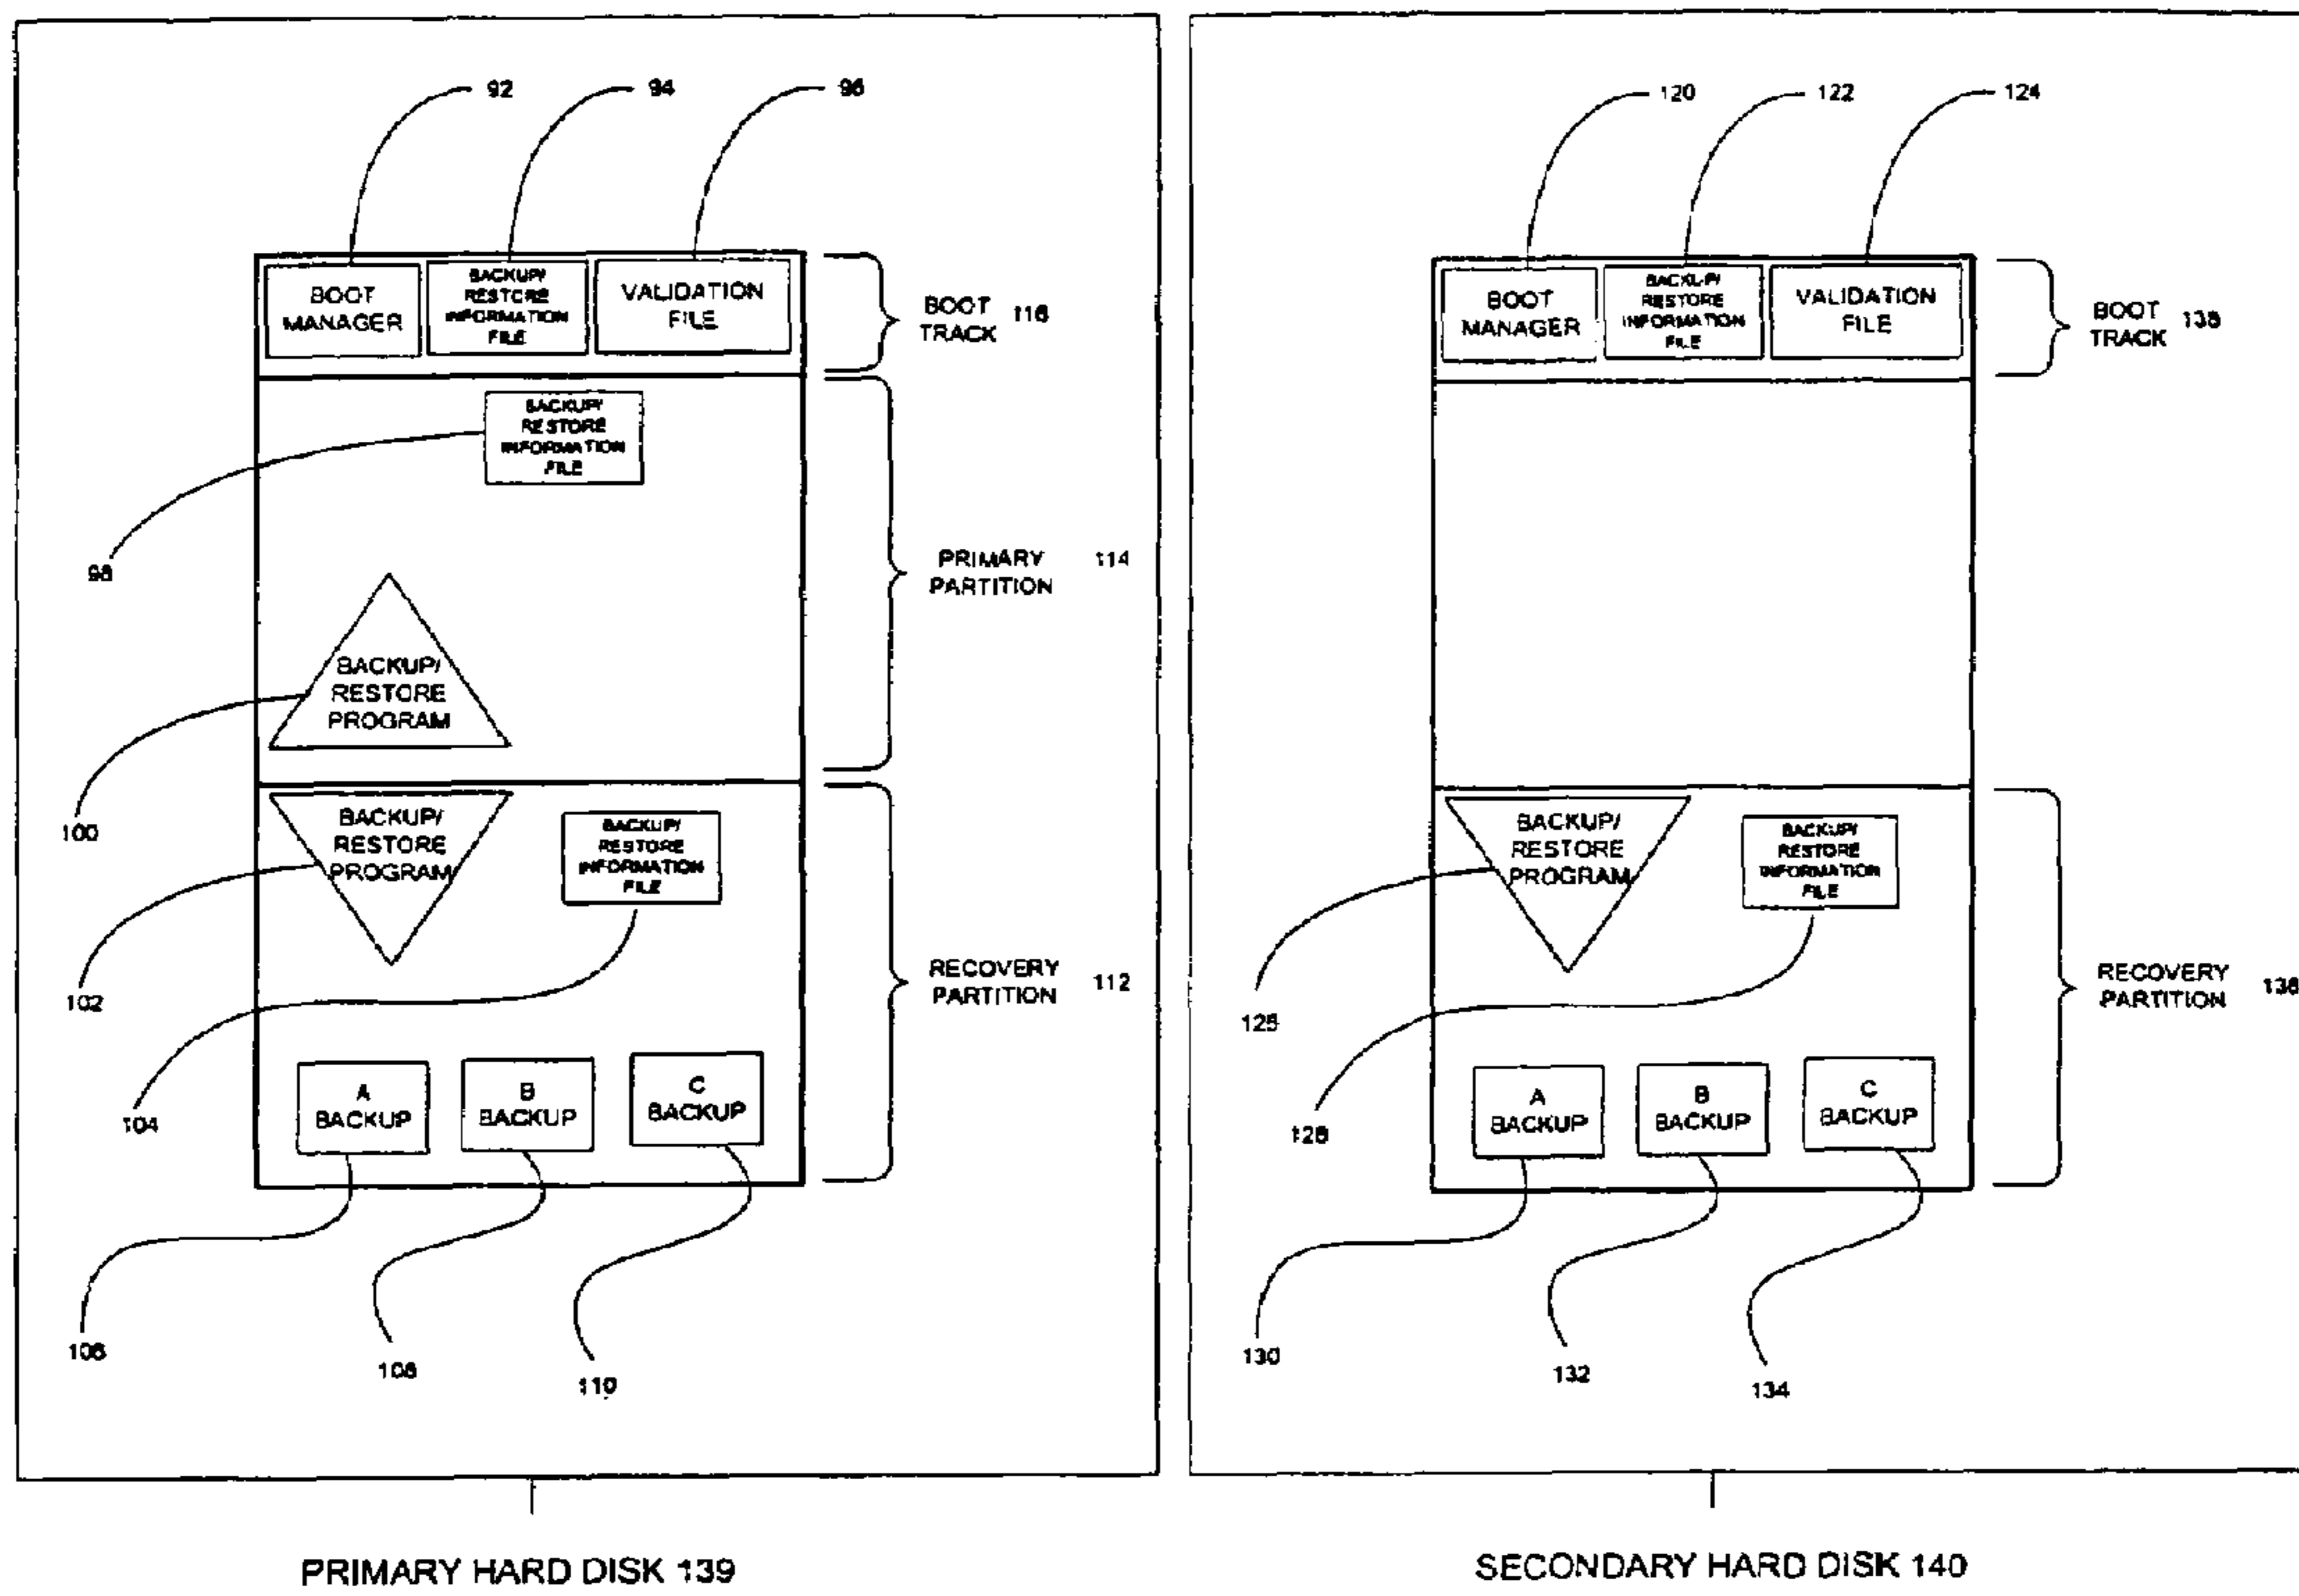 92
94
96
BOOT
MANAGER
BACKUP/
RESTORE
INFORMATION
FILE
VALIDATION
FILE
BOOT
TRACK
116
BACKUP/
RESTORE
INFORMATION
FILE
98
PRIMARY
PARTITION
114
BACKUP/
RESTORE
PROGRAM
100
BACKUP/
RESTORE
PROGRAM
BACKUP/
RESTORE
INFORMATION
FILE
102
RECOVERY
PARTITION
112
104
A
BACKUP
B
BACKUP
C
BACKUP
106
108
110
PRIMARY HARD DISK 139
120
122
124
BOOT
MANAGER
BACKUP/
RESTORE
INFORMATION
FILE
VALIDATION
FILE
BOOT
TRACK
138
BACKUP/
RESTORE
PROGRAM
BACKUP/
RESTORE
INFORMATION
FILE
126
RECOVERY
PARTITION
136
128
A
BACKUP
B
BACKUP
C
BACKUP
130
132
134
SECONDARY HARD DISK 140